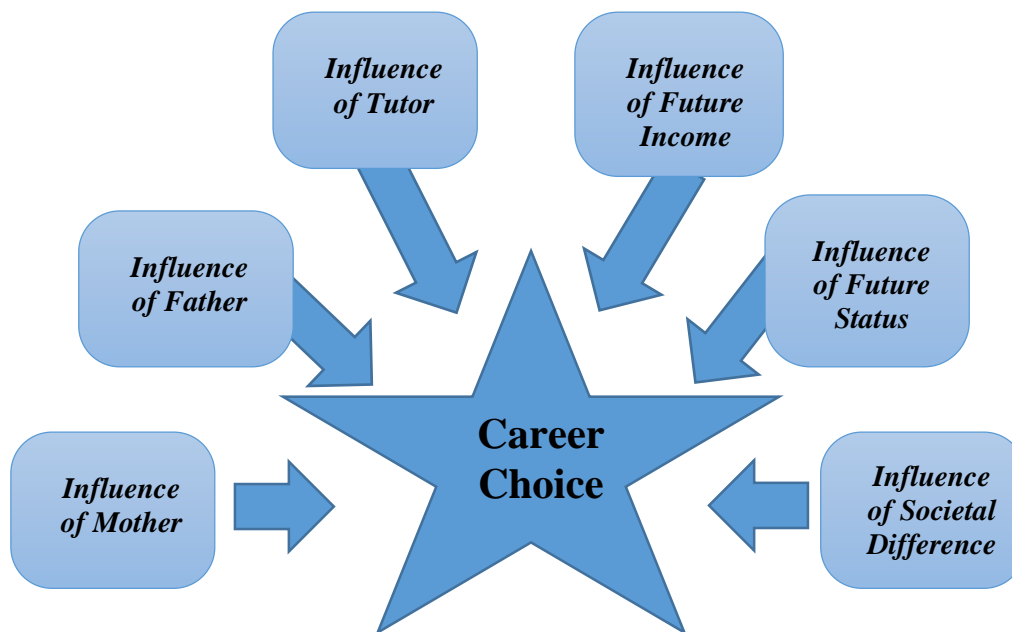 Influence
of Tutor
Influence
of Future
Income
Influence
of Father
Influence
of Future
Status
Career
Choice
Influence
of Mother
Influence
of Societal
Difference